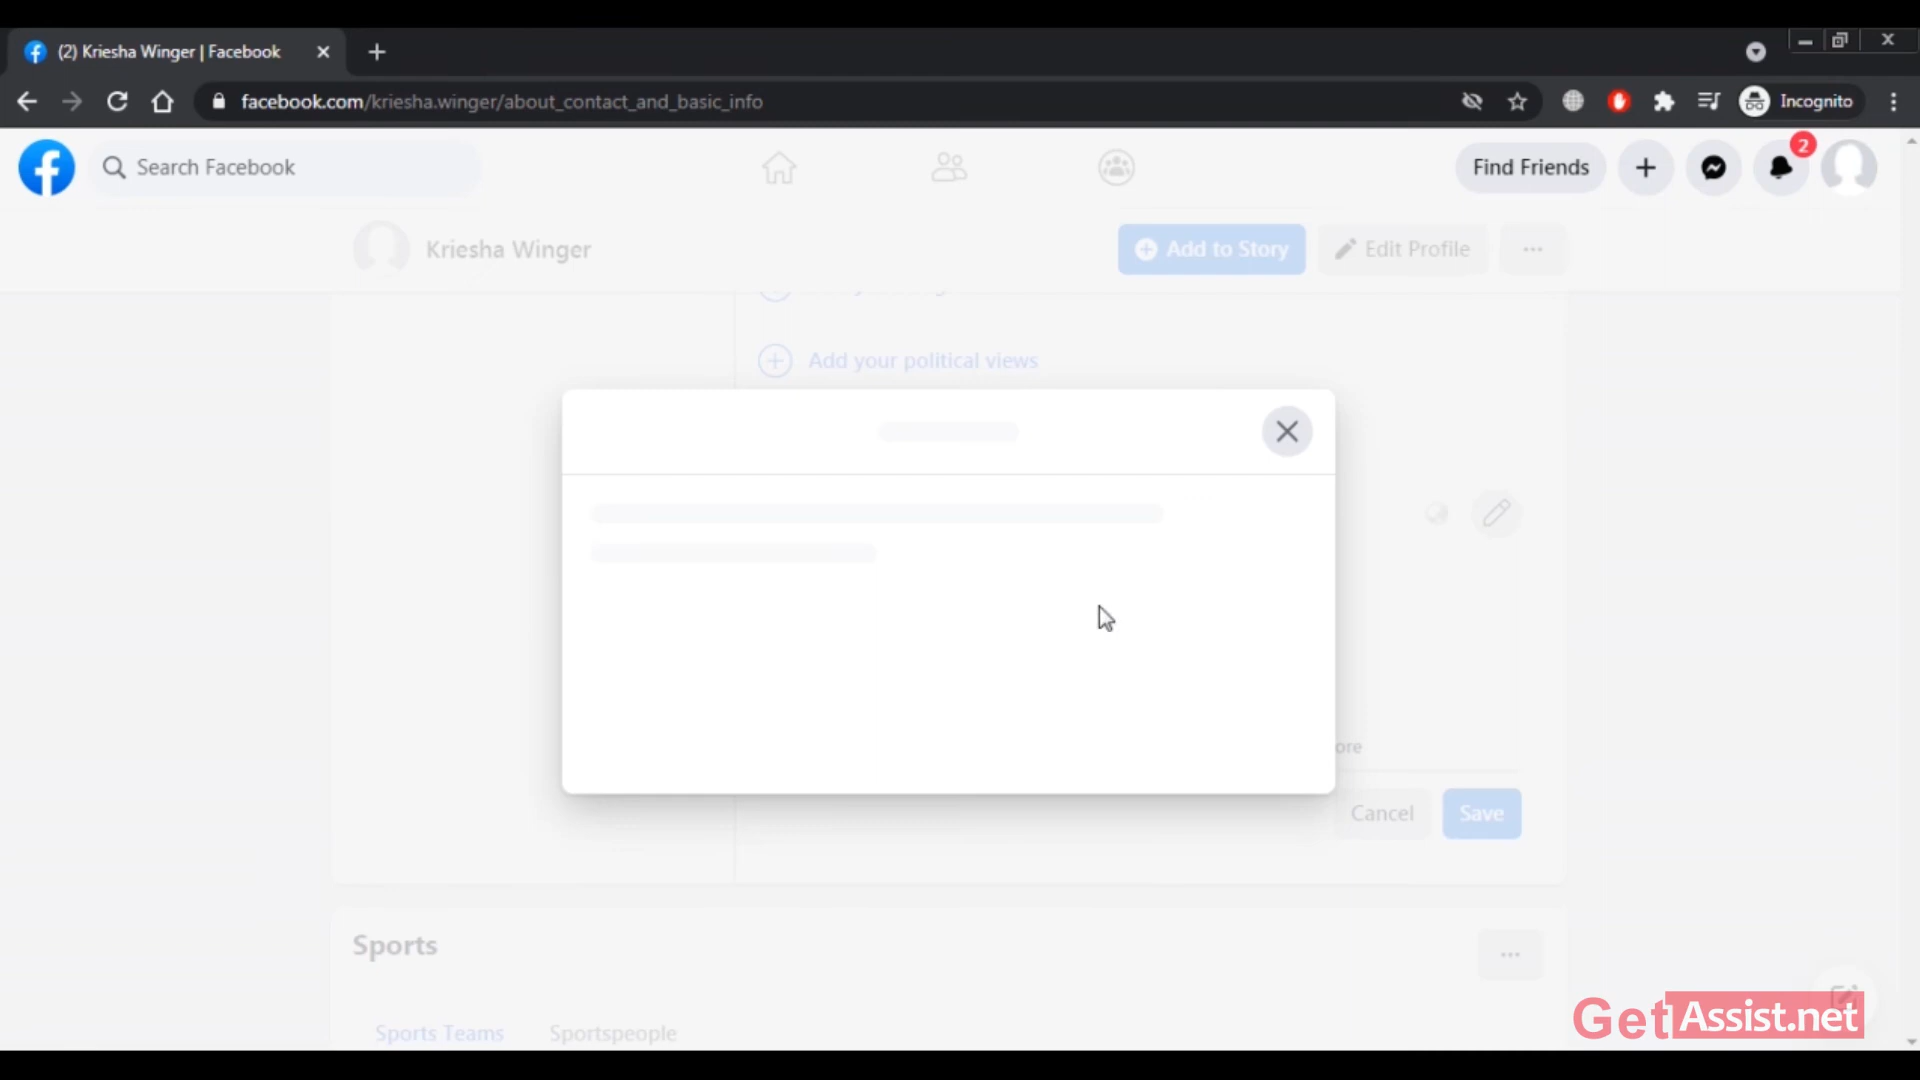 (2) Kriesha Winger | Facebook
facebook.com/kriesha.winger/about_contact_and_basic_info
Incognito
Search Facebook
Find Friends
2
Kriesha Winger
Add to Story
Edit Profile
Add your political views
ore
Cancel
Save
Sports
Sports Teams
Sportspeople
GetAssist.net